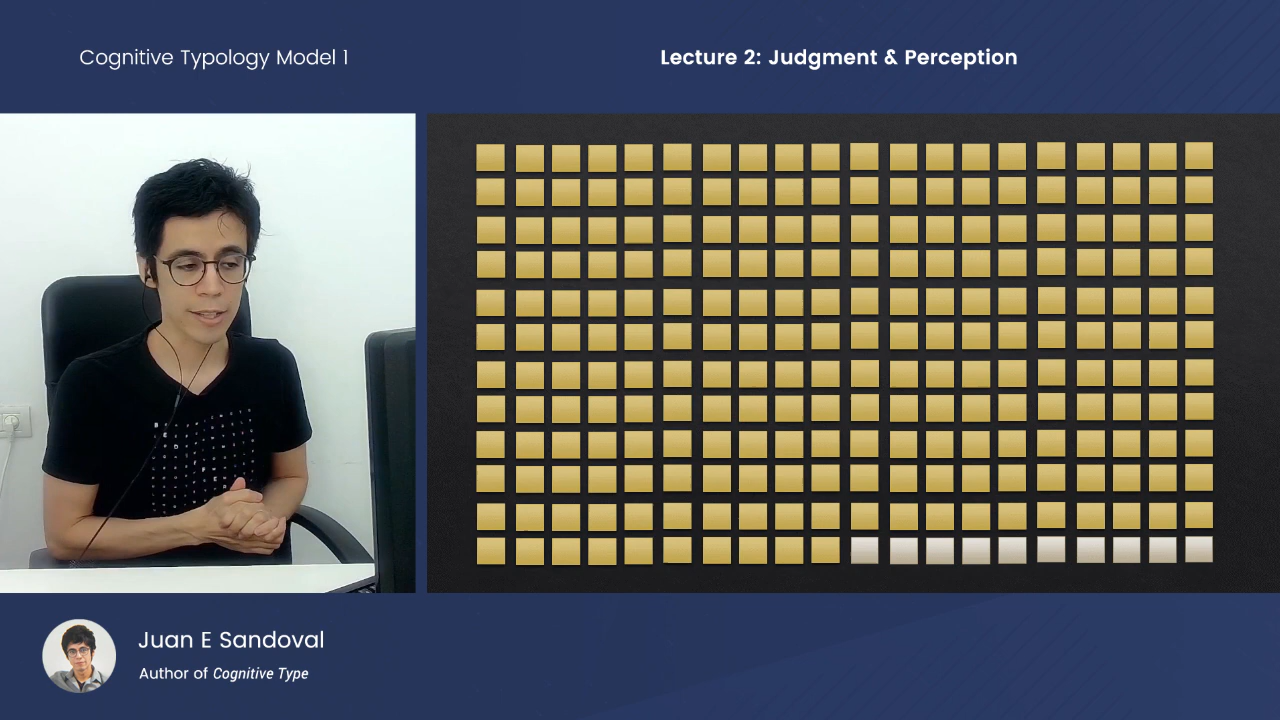 Cognitive Typology Model 1
Lecture 2: Judgment & Perception
Juan E Sandoval
Author of Cognitive Type